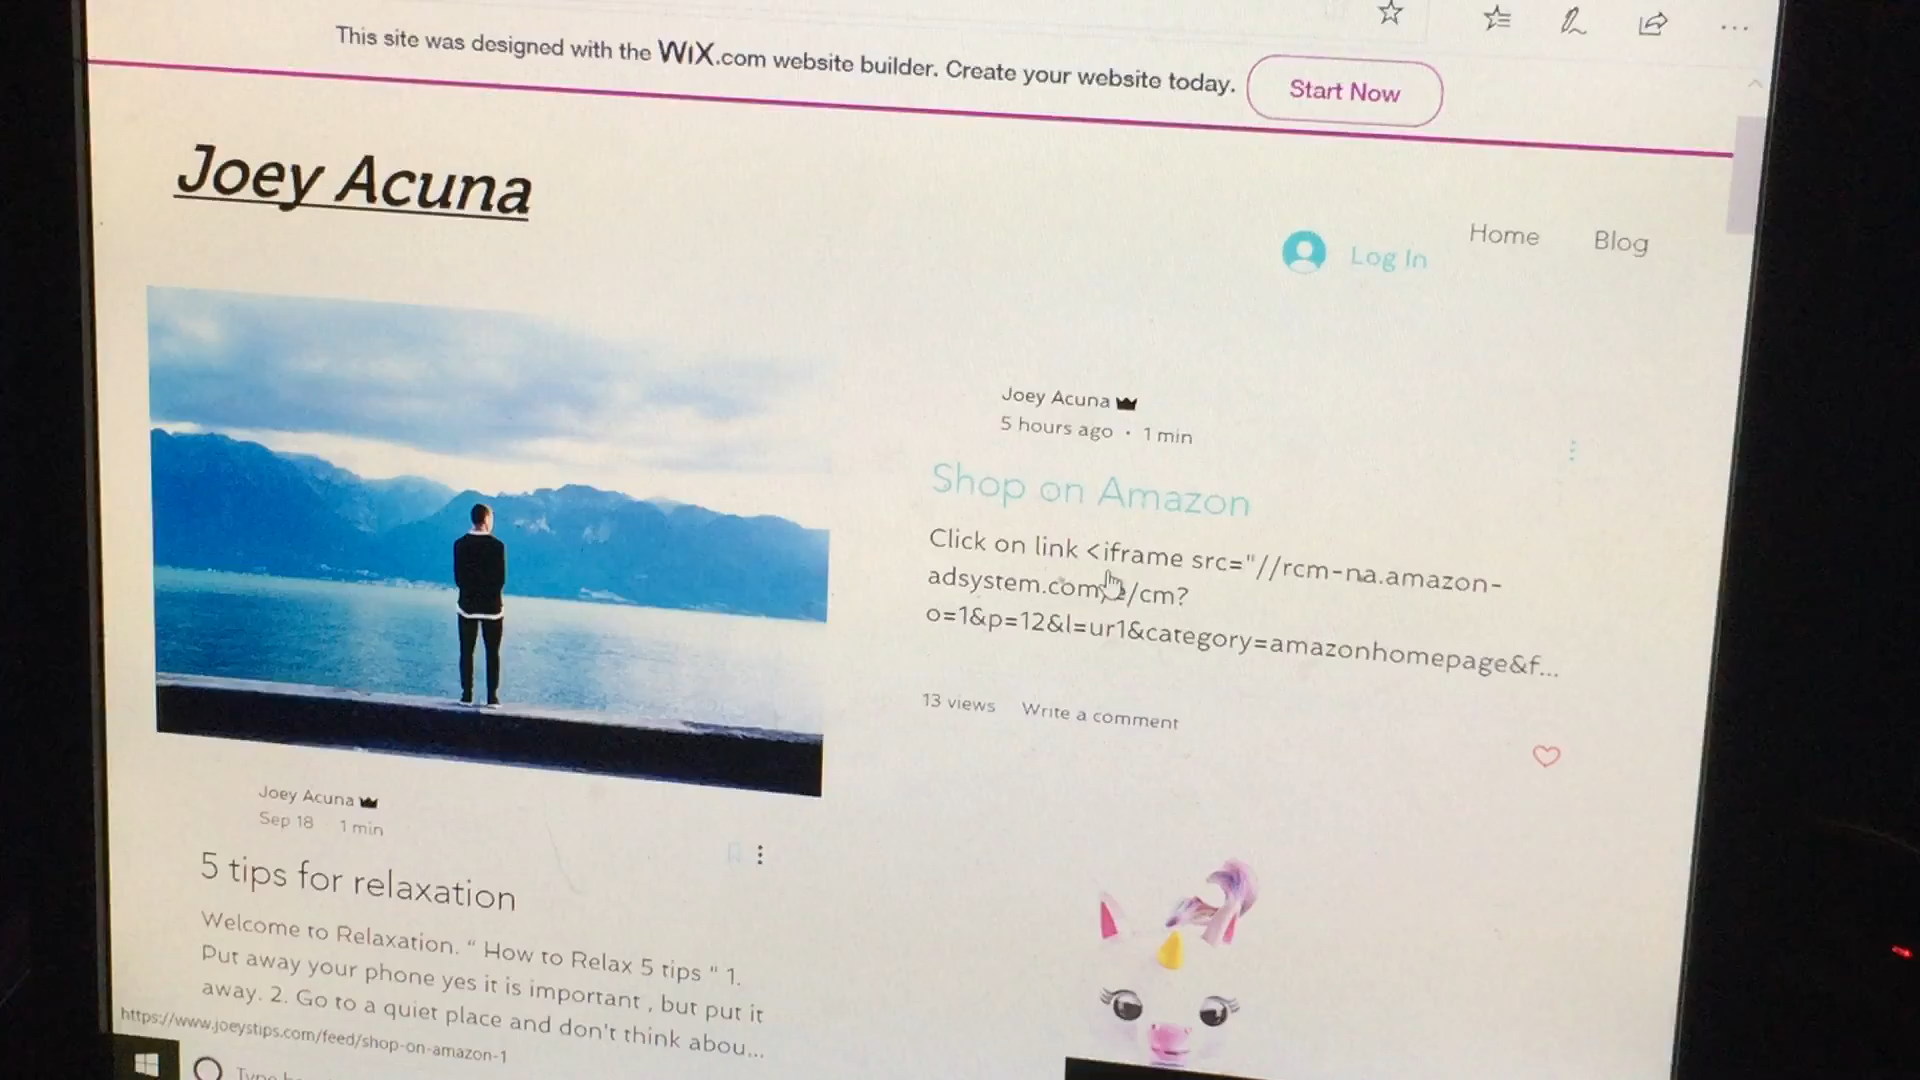 This site was designed with the WiX.com website builder. Create your website today. Start Now
Joey Acuna
Log In
Home
Blog
Joey Acuna
5 hours ago · 1 min
Shop on Amazon
Click on link <iframe src="//rcm-na.amazon-
adsystem.com /cm?
o=1&p=12&l=ur1&category=amazonhomepage&f...
13 views Write a comment
Joey Acuna
Sep 18 1 min
5 tips for relaxation
Welcome to Relaxation. “ How to Relax 5 tips " 1.
Put away your phone yes it is important , but put it
away. 2. Go to a quiet place and don't think abou...
https://www.joeystips.com/feed/shop-on-amazon-1